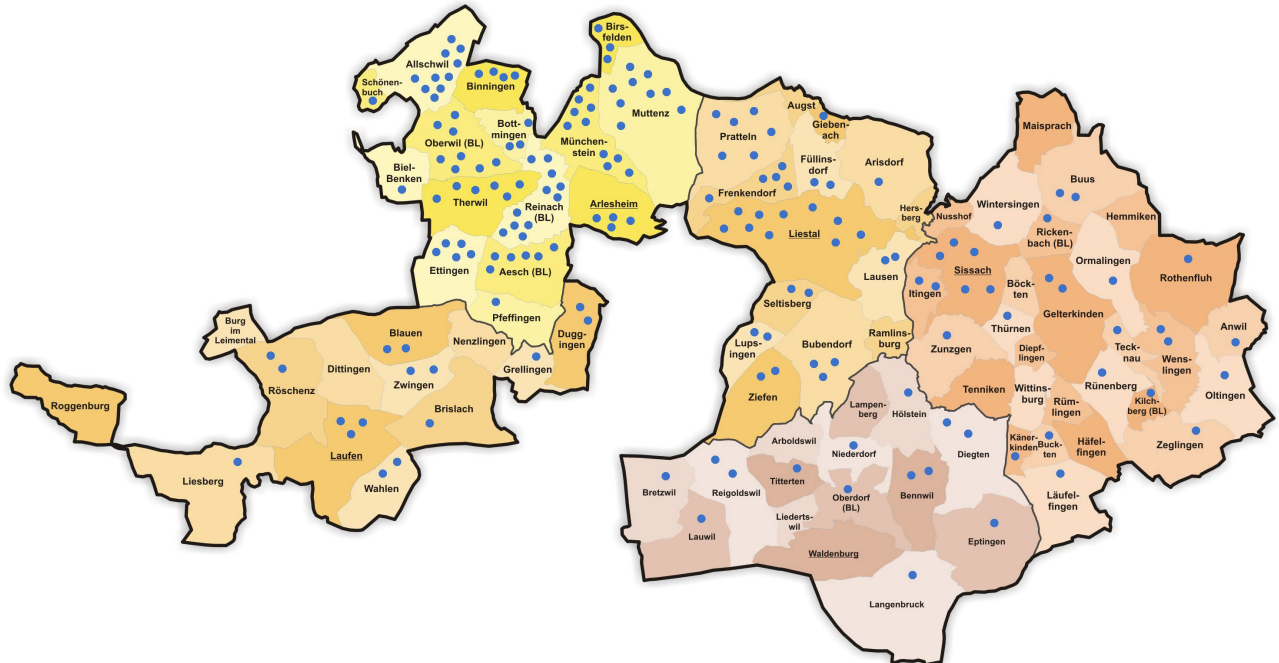 Birs-
felden
Allschwil
Schönen-
buch
Binningen
Muttenz
Bott-
mingen
Oberwil (BL)
München-
stein
Biel-
Benken
Therwil
Reinach
(BL)
Arlesheim
Ettingen
Aesch (BL)
Pfeffingen
Augst
Gieben-
ach
Pratteln
Füllins-
dorf
Arisdorf
Frenkendorf
Hers-
berg
Liestal
Lausen
Seltisberg
Lups-
ingen
Bubendorf
Ramlins-
burg
Ziefen
Maisprach
Buus
Wintersingen
Nusshof
Hemmiken
Ricken-
bach (BL)
Ormalingen
Rothenfluh
Sissach
Itingen
Böck-
ten
Gelterkinden
Thürnen
Anwil
Zunzgen
Diepf-
lingen
Teck-
nau
Wens-
lingen
Tenniken
Wittins-
burg
Rünenberg
Oltingen
Rüm-
lingen
Kilch-
berg (BL)
Käner-
kinden
Buck-
ten
Häfel-
fingen
Zeglingen
Läufel-
fingen
Burg
im
Leimental
Blauen
Nenzlingen
Dugg-
ingen
Grellingen
Dittingen
Zwingen
Röschenz
Roggenburg
Brislach
Laufen
Liesberg
Wahlen
Lampen-
berg
Hölstein
Arboldswil
Niederdorf
Diegten
Bretzwil
Reigoldswil
Titterten
Oberdorf
(BL)
Bennwil
Liederts-
wil
Lauwil
Waldenburg
Eptingen
Langenbruck